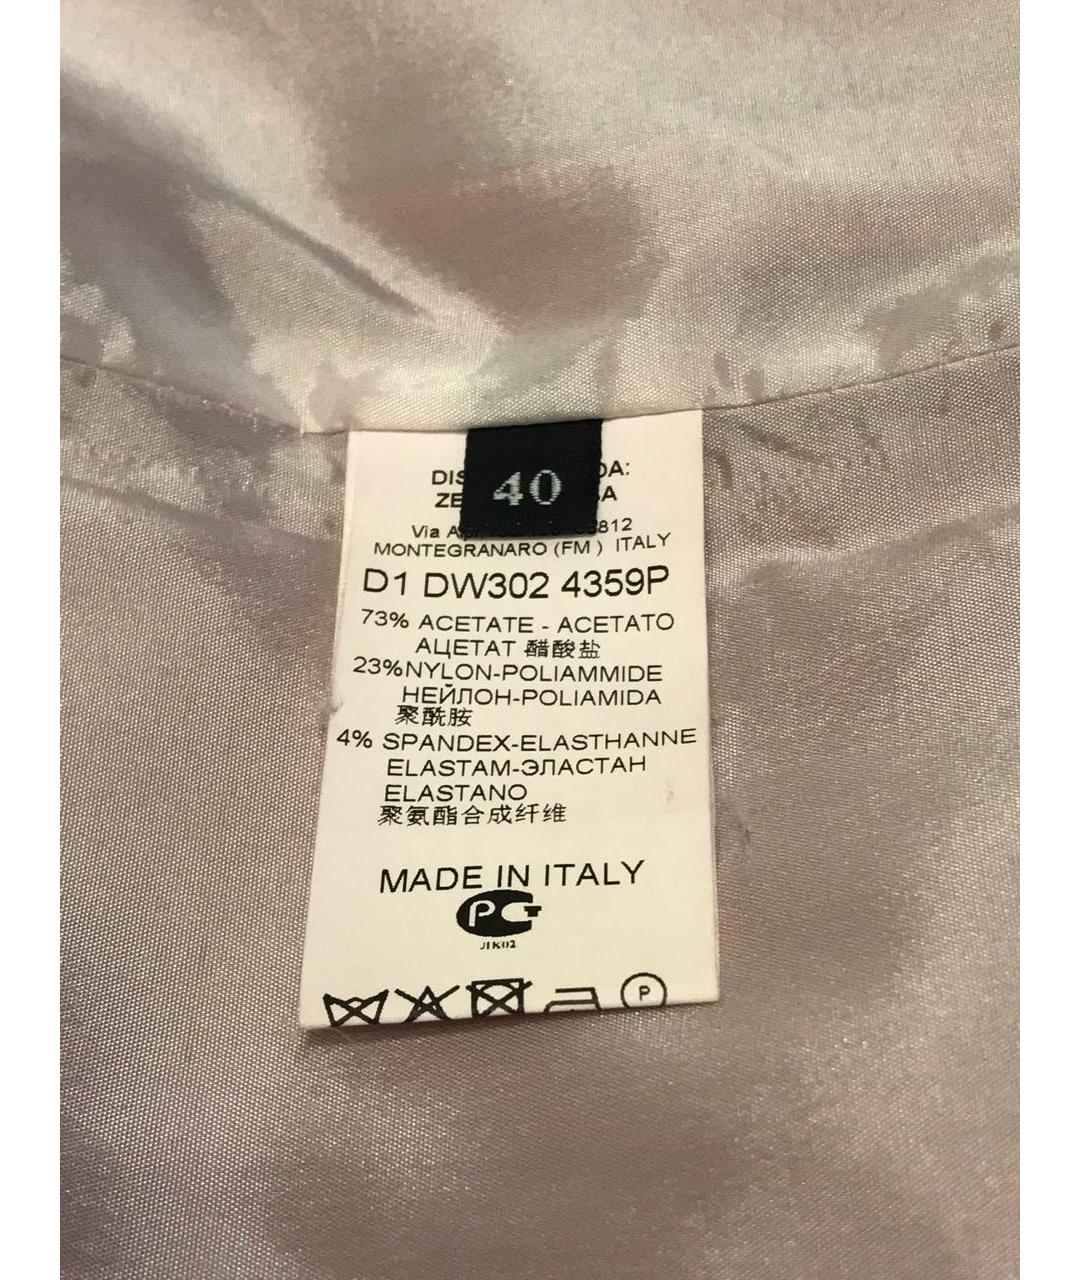 40
MONTEGRANARO (FM) ITALY
D1 DW302 4359P
73% ACETATE - ACETATO
АЦЕТАТ 醋酸盐
23%NYLON-POLIAMMIDE
НЕЙЛОН-POLIAMIDA
聚酰胺
4% SPANDEX-ELASTHANNE
ELASTAM-ЭЛАСТАН
ELASTANO
聚氨酯合成纤维
MADE IN ITALY
РСТ
P